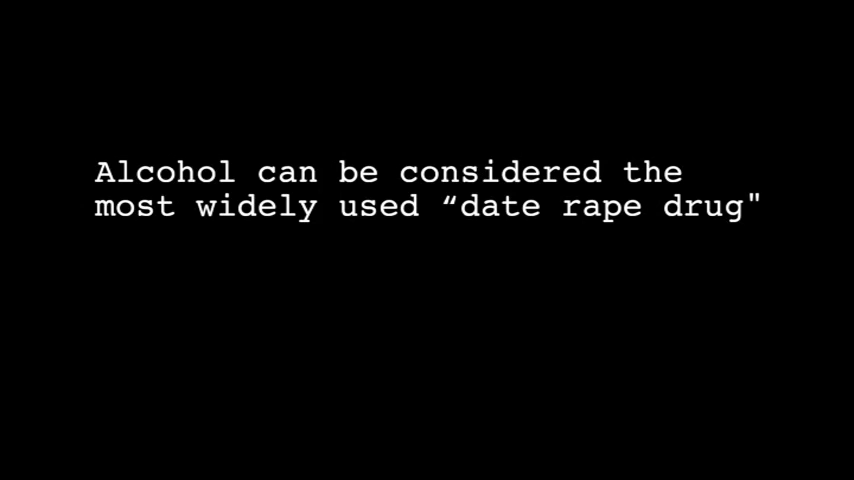 Alcohol can be considered the
most widely used “date rape drug"